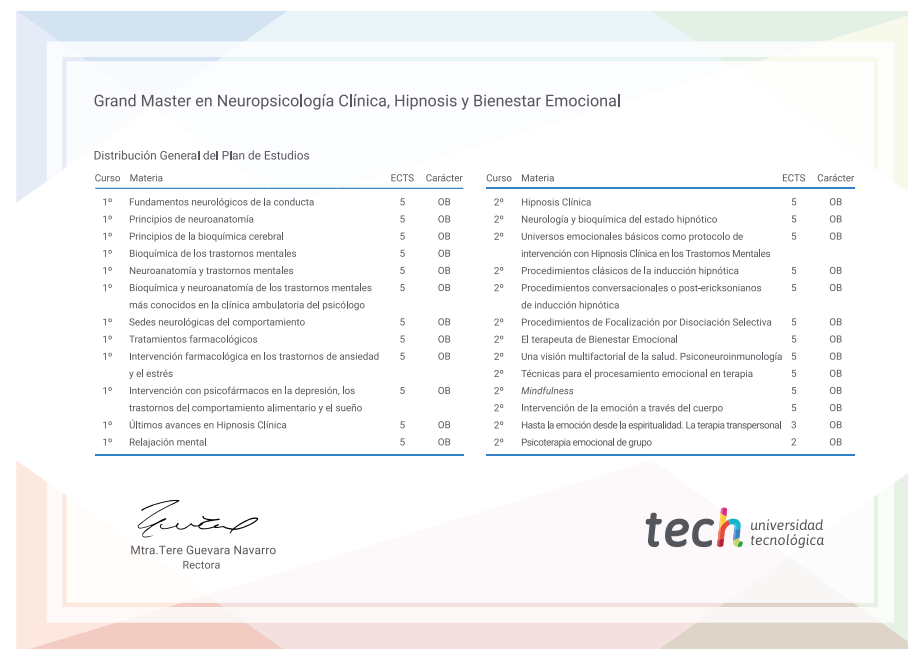 Grand Master en Neuropsicología Clínica, Hipnosis y Bienestar Emocional
Distribución General del Plan de Estudios
Curso Materia ECTS Carácter
1º Fundamentos neurológicos de la conducta 5 OB
1º Principios de neuroanatomía 5 OB
1º Principios de la bioquímica cerebral 5 OB
1º Bioquímica de los trastornos mentales 5 OB
1º Neuroanatomía y trastornos mentales 5 OB
1º Bioquímica y neuroanatomía de los trastornos mentales 5 OB
más conocidos en la clínica ambulatoria del psicólogo
1º Sedes neurológicas del comportamiento 5 OB
1º Tratamientos farmacológicos 5 OB
1º Intervención farmacológica en los trastornos de ansiedad 5 OB
y el estrés
1º Intervención con psicofármacos en la depresión, los 5 OB
trastornos del comportamiento alimentario y el sueño
1º Últimos avances en Hipnosis Clínica 5 OB
1º Relajación mental 5 OB
Curso Materia ECTS Carácter
2º Hipnosis Clínica 5 OB
2º Neurología y bioquímica del estado hipnótico 5 OB
2º Universos emocionales básicos como protocolo de 5 OB
intervención con Hipnosis Clínica en los Trastornos Mentales
2º Procedimientos clásicos de la inducción hipnótica 5 OB
2º Procedimientos conversacionales o post-ericksonianos 5 OB
de inducción hipnótica
2º Procedimientos de Focalización por Disociación Selectiva 5 OB
2º El terapeuta de Bienestar Emocional 5 OB
2º Una visión multifactorial de la salud. Psiconeuroinmunología 5 OB
2º Técnicas para el procesamiento emocional en terapia 5 OB
2º Mindfulness 5 OB
2º Intervención de la emoción a través del cuerpo 5 OB
2º Hasta la emoción desde la espiritualidad. La terapia transpersonal 3 OB
2º Psicoterapia emocional de grupo 2 OB
Mtra.Tere Guevara Navarro
Rectora
tech universidad
tecnológica